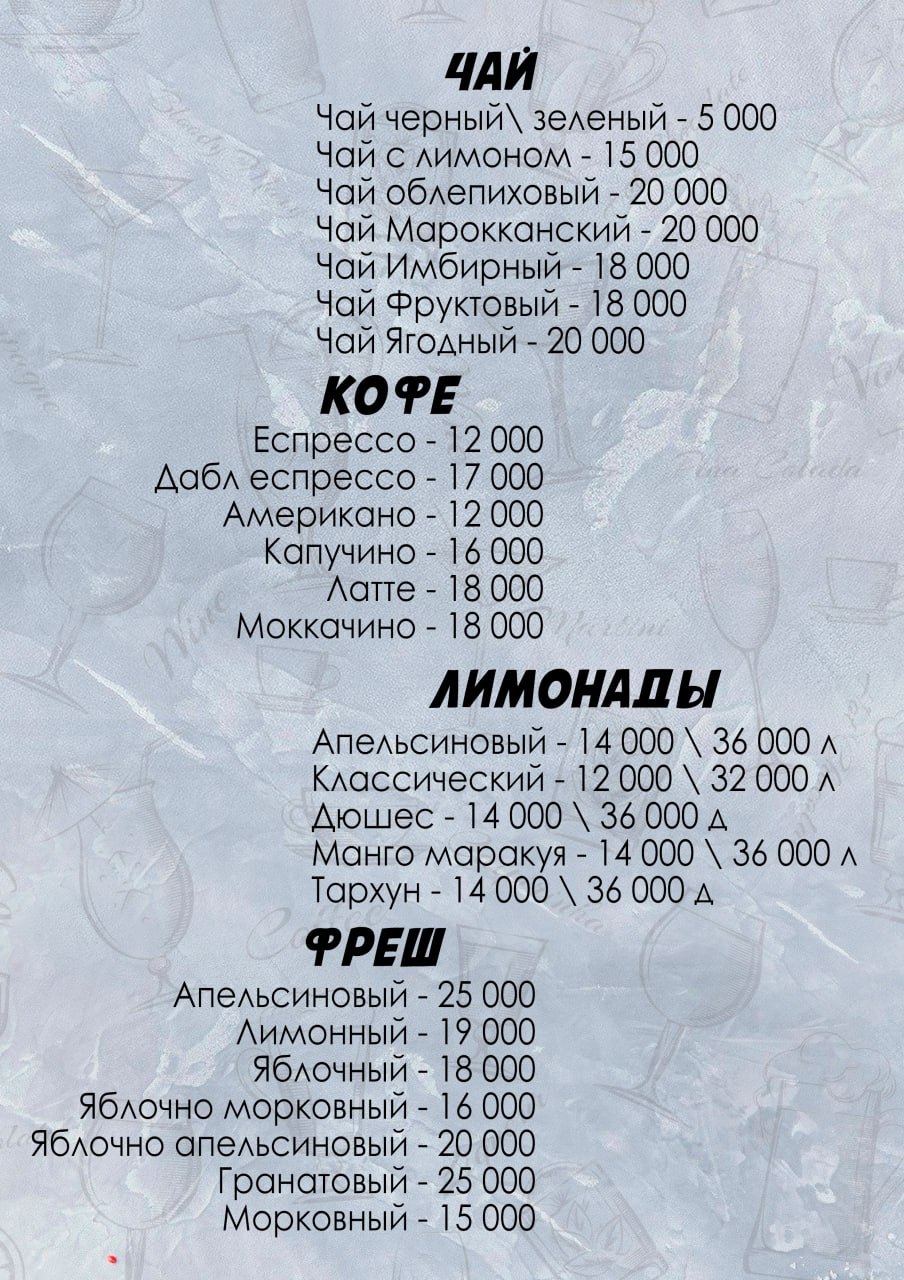 ЧАЙ
Чай черный\ зеленый - 5 000
Чай с лимоном - 15 000
Чай облепиховый - 20 000
Чай Марокканский - 20 000
Чай Имбирный - 18 000
Чай Фруктовый - 18 000
Чай Ягодный - 20 000
КОФЕ
Еспрессо - 12 000
Дабл еспрессо - 17 000
Американо - 12 000
Капучино - 16 000
Латте - 18 000
Моккачино - 18 000
Pina Colada
Wine
Martini
ЛИМОНАДЫ
Апельсиновый - 14 000 \ 36 000 л
Классический - 12 000 \ 32 000 л
Дюшес - 14 000 \ 36 000 д
Манго маракуя - 14 000 \ 36 000 л
Тархун - 14 000 \ 36 000 д
ФРЕШ
Апельсиновый - 25 000
Лимонный - 19 000
Яблочный - 18 000
Яблочно морковный - 16 000
Яблочно апельсиновый - 20 000
Гранатовый - 25 000
Морковный - 15 000